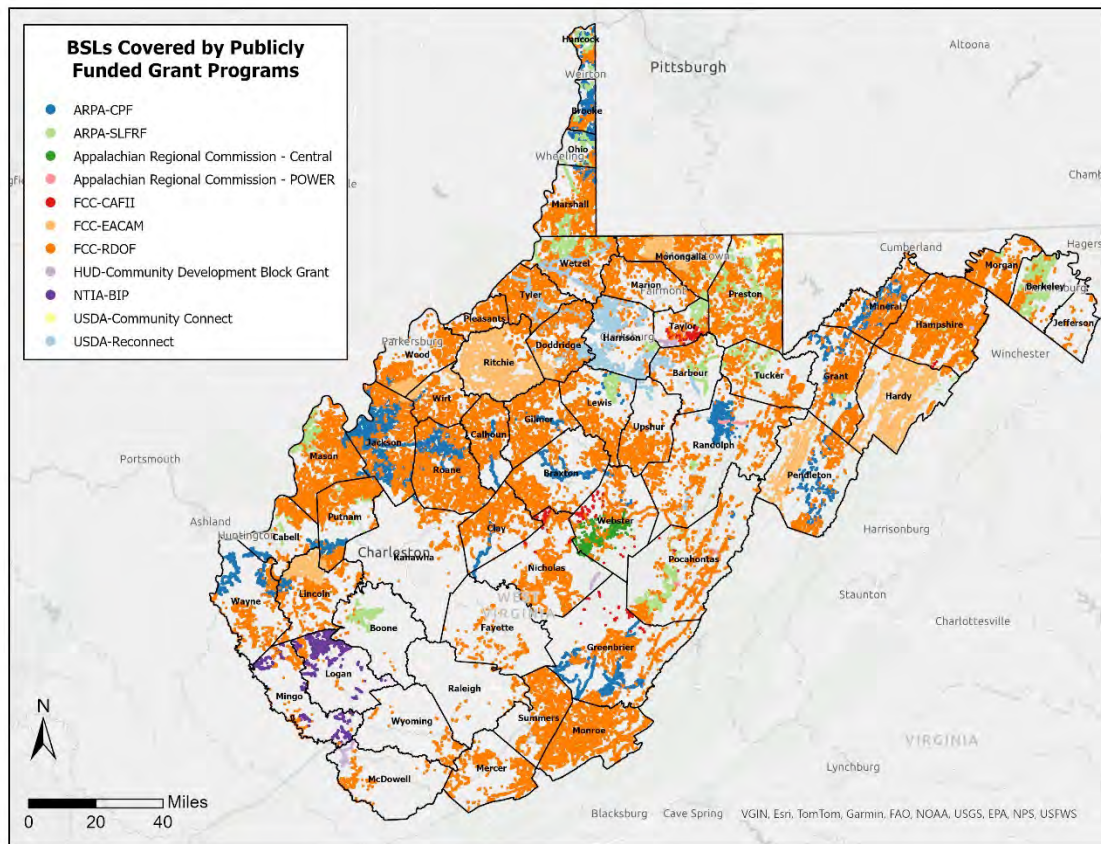 BSLs Covered by Publicly
Funded Grant Programs
ARPA-CPF
ARPA-SLFRF
Appalachian Regional Commission - Central
Appalachian Regional Commission - POWER
FCC-CAFII
FCC-EACAM
FCC-RDOF
HUD-Community Development Block Grant
NTIA-BIP
USDA-Community Connect
USDA-Reconnect
Altoona
Hancock
Pittsburgh
Weirton
Brooke
Ohio
Wheeling
Marshall
Cumberland
Wetzel
Monongalia
Morgan
Marion
Fairmont
Berkeley
Tyler
Preston
Mineral
Jefferson
Pleasants
Hampshire
Taylor
Doddridge
Harrison
Parkersburg
Wood
Ritchie
Winchester
Barbour
Tucker
Grant
Wirt
Hardy
Lewis
Gilmer
Jackson
Calhoun
Upshur
Randolph
Mason
Portsmouth
Roane
Braxton
Pendleton
Putnam
Ashland
Huntington
Cabell
Clay
Webster
Harrisonburg
Charleston
Kanawha
Pocahontas
Nicholas
Lincoln
Wayne
WEST
VIRGINIA
Staunton
Boone
Fayette
Charlottesville
Greenbrier
Logan
Raleigh
Mingo
Wyoming
Summers
Monroe
VIRGINIA
Mercer
Lynchburg
McDowell
N
Miles
0 20 40
Blacksburg Cave Spring
VGIN, Esri, TomTom, Garmin, FAO, NOAA, USGS, EPA, NPS, USFWS